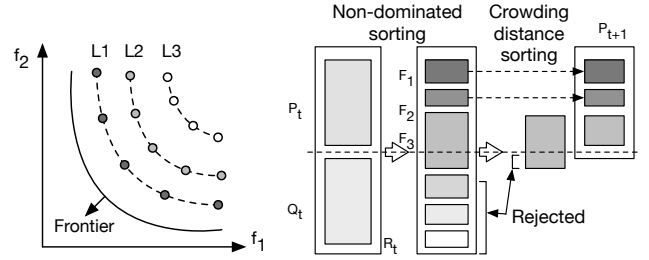 f2
L1 L2 L3
Frontier
f1
Non-dominated
sorting
Crowding
distance
sorting
Pt+1
Pt
Qt
Rt
F1
F2
F3
Rejected